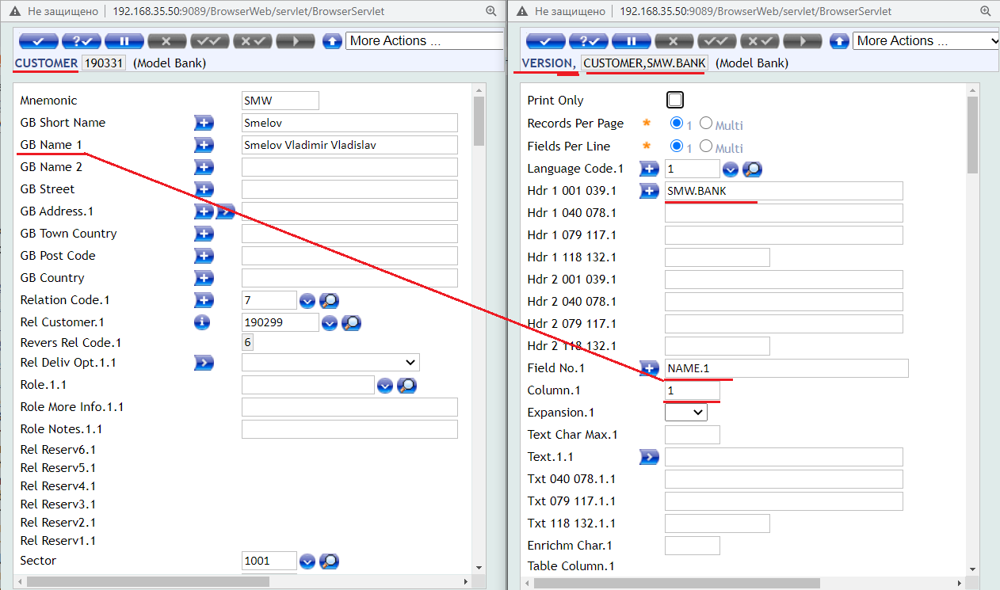 Не защищено 192.168.35.50:9089/BrowserWeb/servlet/BrowserServlet
More Actions ...
CUSTOMER 190331 (Model Bank)
Mnemonic SMW
GB Short Name Smelov
GB Name 1 Smelov Vladimir Vladislav
GB Name 2
GB Street
GB Address.1
GB Town Country
GB Post Code
GB Country
Relation Code.1 7
Rel Customer.1 190299
Revers Rel Code.1 6
Rel Deliv Opt.1.1
Role.1.1
Role More Info.1.1
Role Notes.1.1
Rel Reserv6.1
Rel Reserv5.1
Rel Reserv4.1
Rel Reserv3.1
Rel Reserv2.1
Rel Reserv1.1
Sector 1001
Не защищено 192.168.35.50:9089/BrowserWeb/servlet/BrowserServlet
More Actions ...
VERSION, CUSTOMER,SMW.BANK (Model Bank)
Print Only
Records Per Page * 1 Multi
Fields Per Line * 1 Multi
Language Code.1 1
Hdr 1 001 039.1 SMW.BANK
Hdr 1 040 078.1
Hdr 1 079 117.1
Hdr 1 118 132.1
Hdr 2 001 039.1
Hdr 2 040 078.1
Hdr 2 079 117.1
Hdr 2 118 132.1
Field No.1 NAME.1
Column.1 1
Expansion.1
Text Char Max.1
Text.1.1
Txt 040 078.1.1
Txt 079 117.1.1
Txt 118 132.1.1
Enrichm Char.1
Table Column.1